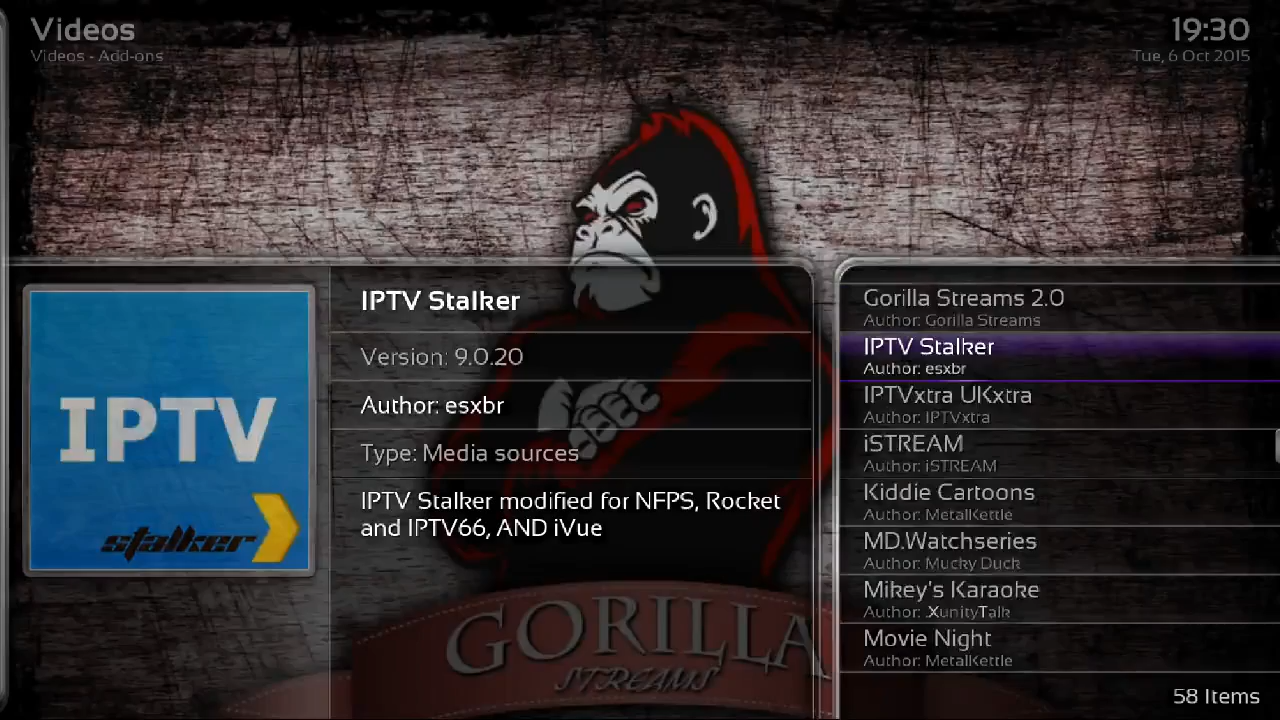 Videos
Videos - Add-ons
19:30
Tue, 6 Oct 2015
IPTV
stalker
IPTV Stalker
Version: 9.0.20
Author: esxbr
Type: Media sources
IPTV Stalker modified for NFPS, Rocket
and IPTV66, AND iVue
GORILLA
STREAMS
Gorilla Streams 2.0
Author: Gorilla Streams
IPTV Stalker
Author: esxbr
IPTVxtra UKxtra
Author: IPTVxtra
iSTREAM
Author: iSTREAM
Kiddie Cartoons
Author: MetalKettle
MD.Watchseries
Author: Mucky Duck
Mikey's Karaoke
Author: .XunityTalk
Movie Night
Author: MetalKettle
58 Items